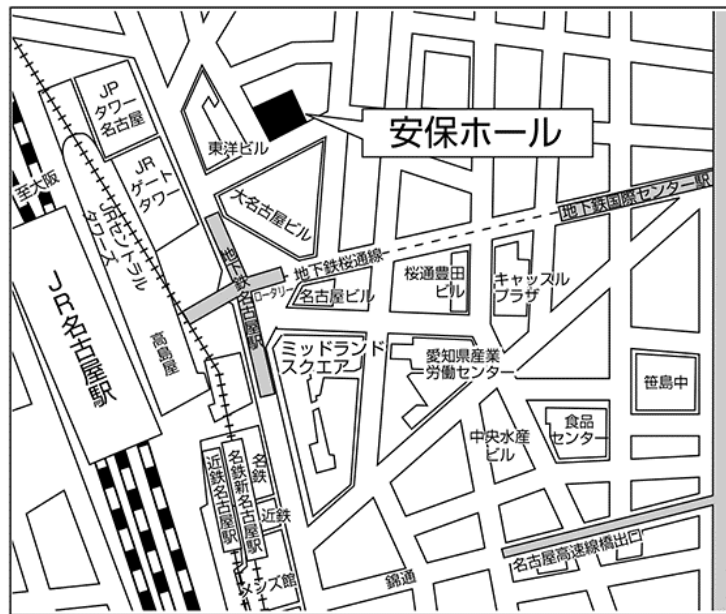 JP
タワー
名古屋
東洋ビル
安保ホール
至大阪
JR
ゲート
タワー
JRセントラル
タワーズ
大名古屋ビル
地下鉄国際センター駅
地下鉄桜通線
地下鉄名古屋駅
ロータリー
名古屋ビル
桜通豊田
ビル
キャッスル
プラザ
JR名古屋駅
高島屋
ミッドランド
スクエア
愛知県産業
労働センター
笹島中
中央水産
ビル
食品
センター
近鉄名古屋駅
名鉄新名古屋駅
名鉄
近鉄
メンズ館
錦通
名古屋高速線橋出口